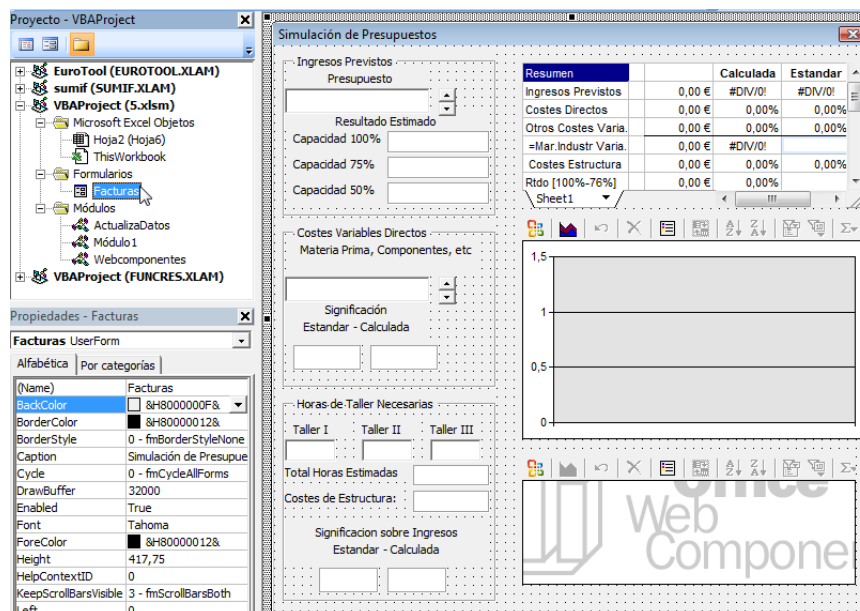 Proyecto - VBAProject
EuroTool (EUROTOOL.XLAM)
sumif (SUMIF.XLAM)
VBAProject (5.xlsm)
Microsoft Excel Objetos
Hoja2 (Hoja6)
ThisWorkbook
Formularios
Facturas
Módulos
ActualizaDatos
Módulo1
Webcomponentes
VBAProject (FUNCRES.XLAM)
Propiedades - Facturas
Facturas UserForm
Alfabética Por categorías
(Name) Facturas
BackColor &H8000000F&
BorderColor &H80000012&
BorderStyle 0 - fmBorderStyleNone
Caption Simulación de Presupue
Cycle 0 - fmCycleAllForms
DrawBuffer 32000
Enabled True
Font Tahoma
ForeColor &H80000012&
Height 417,75
HelpContextID 0
KeepScrollBarsVisible 3 - fmScrollBarsBoth
Left 0
Simulación de Presupuestos
Ingresos Previstos
Presupuesto
Resultado Estimado
Capacidad 100%
Capacidad 75%
Capacidad 50%
Costes Variables Directos
Materia Prima, Componentes, etc
Significación
Estandar - Calculada
Horas de Taller Necesarias
Taller I Taller II Taller III
Total Horas Estimadas
Costes de Estructura:
Significacion sobre Ingresos
Estandar - Calculada
Resumen Calculada Estandar
Ingresos Previstos 0,00 € #DIV/0! #DIV/0!
Costes Directos 0,00 € 0,00% 0,00%
Otros Costes Varia. 0,00 € 0,00% 0,00%
=Mar.Industr Varia. 0,00 € #DIV/0!
Costes Estructura 0,00 € 0,00% 0,00%
Rtdo [100%-76%] 0,00 € 0,00%
Sheet1
1,5
1
0,5
0
Office
Web
Compone